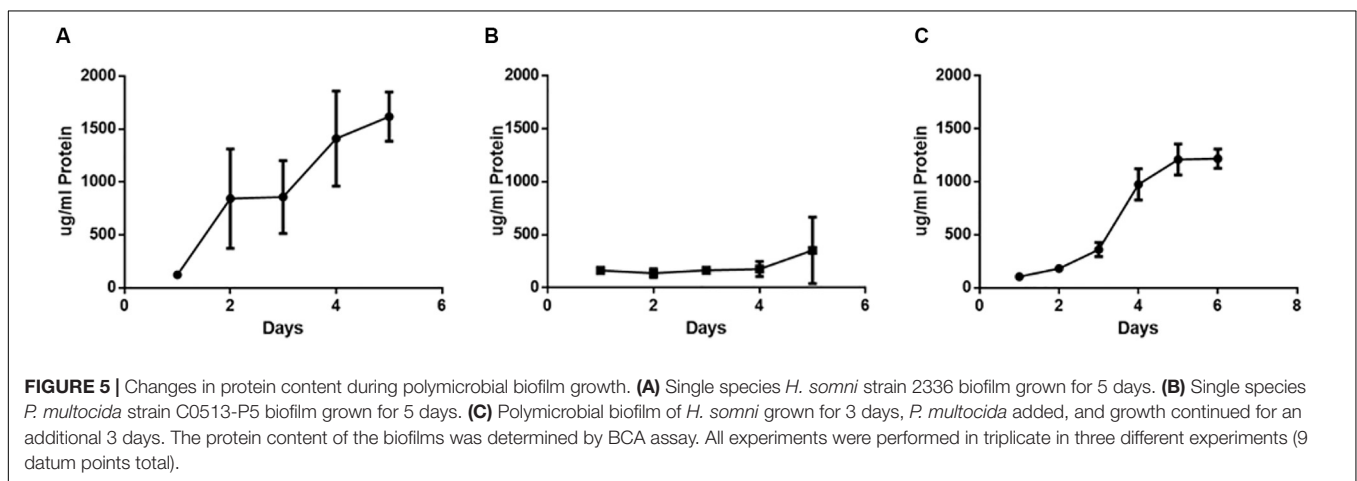 A
B
C
2000
1500
1000
500
0
ug/ml Protein
0
2
4
6
Days
2000
1500
1000
500
0
ug/ml Protein
0
2
4
6
Days
2000
1500
1000
500
0
ug/ml Protein
0
2
4
6
8
Days
FIGURE 5 | Changes in protein content during polymicrobial biofilm growth. (A) Single species H. somni strain 2336 biofilm grown for 5 days. (B) Single species
P. multocida strain C0513-P5 biofilm grown for 5 days. (C) Polymicrobial biofilm of H. somni grown for 3 days, P. multocida added, and growth continued for an
additional 3 days. The protein content of the biofilms was determined by BCA assay. All experiments were performed in triplicate in three different experiments (9
datum points total).